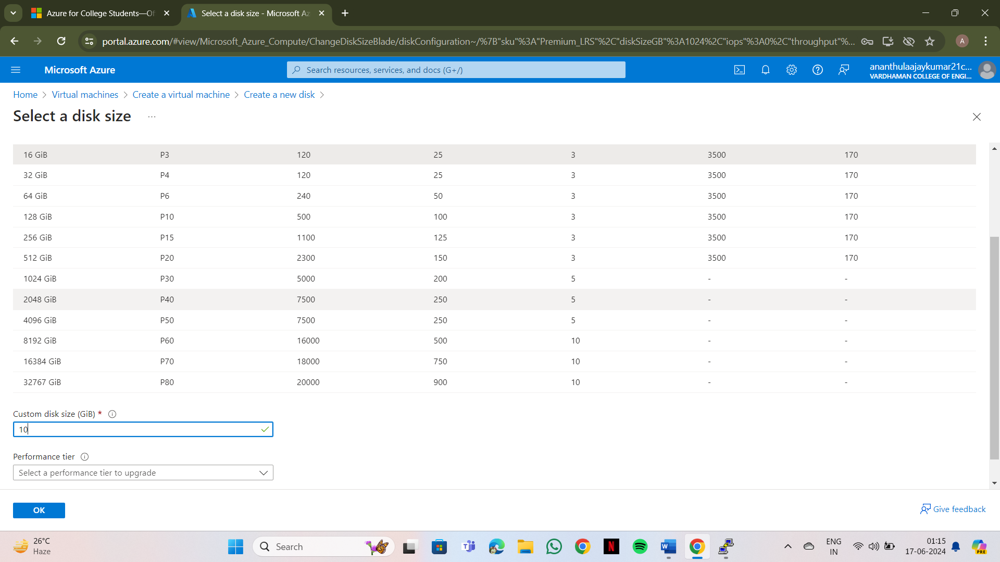 Azure for College Students—Of
Select a disk size - Microsoft Az
portal.azure.com/#view/Microsoft_Azure_Compute/ChangeDiskSizeBlade/diskConfiguration~/%7B"sku"%3A"Premium_LRS"%2C"diskSizeGB"%3A1024%2C"iops"%3A0%2C"throughput"%...
A
Microsoft Azure
Search resources, services, and docs (G+/)
ananthulaajaykumar21c...
VARDHAMAN COLLEGE OF ENGI...
Home > Virtual machines > Create a virtual machine > Create a new disk >
Select a disk size ...
16 GiB P3 120 25 3 3500 170
32 GiB P4 120 25 3 3500 170
64 GiB P6 240 50 3 3500 170
128 GiB P10 500 100 3 3500 170
256 GiB P15 1100 125 3 3500 170
512 GiB P20 2300 150 3 3500 170
1024 GiB P30 5000 200 5 - -
2048 GiB P40 7500 250 5 - -
4096 GiB P50 7500 250 5 - -
8192 GiB P60 16000 500 10 - -
16384 GiB P70 18000 750 10 - -
32767 GiB P80 20000 900 10 - -
Custom disk size (GiB) *
10
Performance tier
Select a performance tier to upgrade
OK
Give feedback
26°C
Haze
Search
ENG
IN
01:15
17-06-2024
PRE